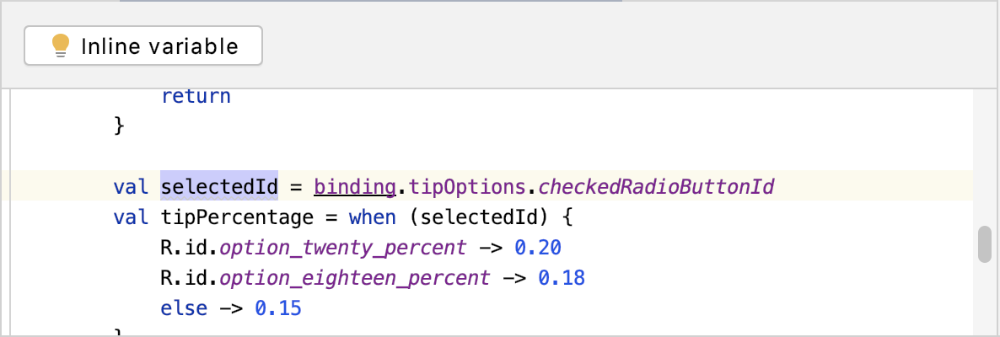 Inline variable
return
}
val selectedId = binding.tipOptions.checkedRadioButtonId
val tipPercentage = when (selectedId) {
R.id.option_twenty_percent -> 0.20
R.id.option_eighteen_percent -> 0.18
else -> 0.15
}